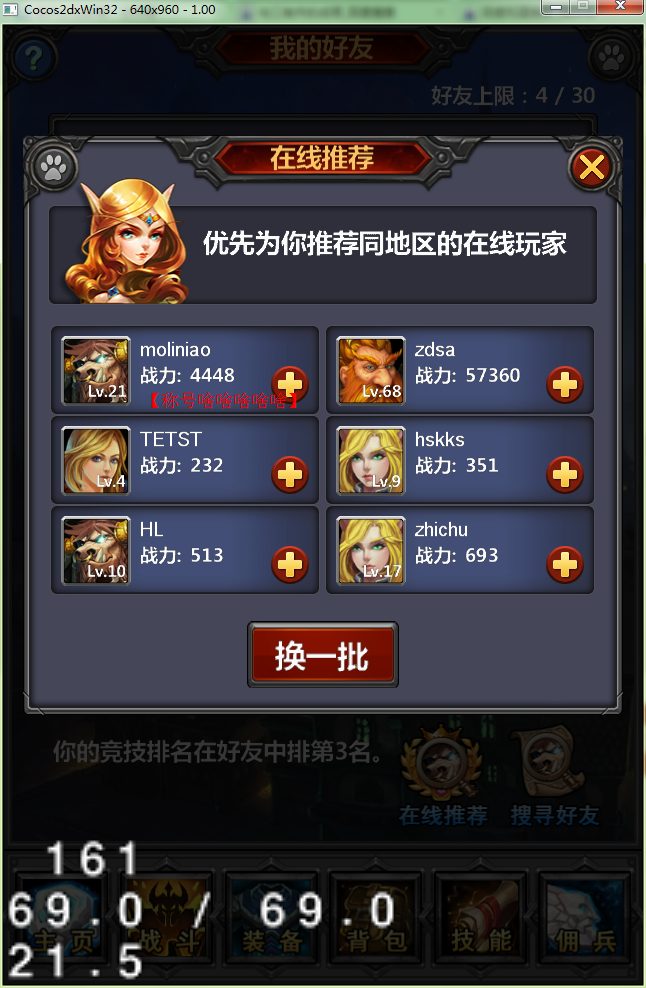 Cocos2dxWin32 - 640x960 - 1.00
我的好友
好友上限：4 / 30
在线推荐
优先为你推荐同地区的在线玩家
moliniao
战力: 4448
Lv.21
【称号啥啥啥啥啥】
zdsa
战力: 57360
Lv.68
TETST
战力: 232
Lv.4
hskks
战力: 351
Lv.9
HL
战力: 513
Lv.10
zhichu
战力: 693
Lv.17
换一批
你的竞技排名在好友中排第3名。
在线推荐 搜寻好友
161
69.0 / 69.0
21.5
主页 战斗 装备 背包 技能 佣兵